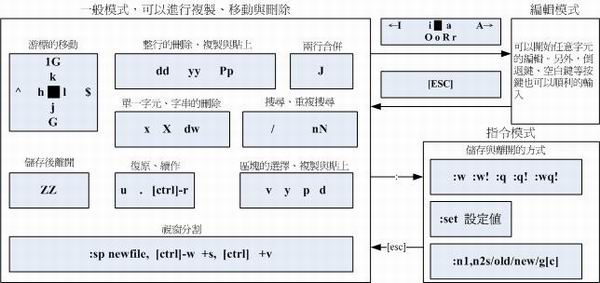 一般模式，可以進行複製、移動與刪除
游標的移動
1G
k
^ h l $
j
G
整行的刪除、複製與貼上
dd yy Pp
兩行合併
J
單一字元、字串的刪除
x X dw
搜尋、重複搜尋
/ nN
儲存後離開
ZZ
復原、續作
u . [ctrl]-r
區塊的選擇、複製與貼上
v y p d
視窗分割
:sp newfile, [ctrl]-w +s, [ctrl] +v
←I i a A→
O o R r
[ESC]
:
[esc]
編輯模式
可以開始任意字元
的編輯。另外，倒
退鍵、空白鍵等按
鍵也可以順利的輸
入
指令模式
儲存與離開的方式
:w :w! :q :q! :wq!
:set 設定值
:n1,n2s/old/new/g[c]